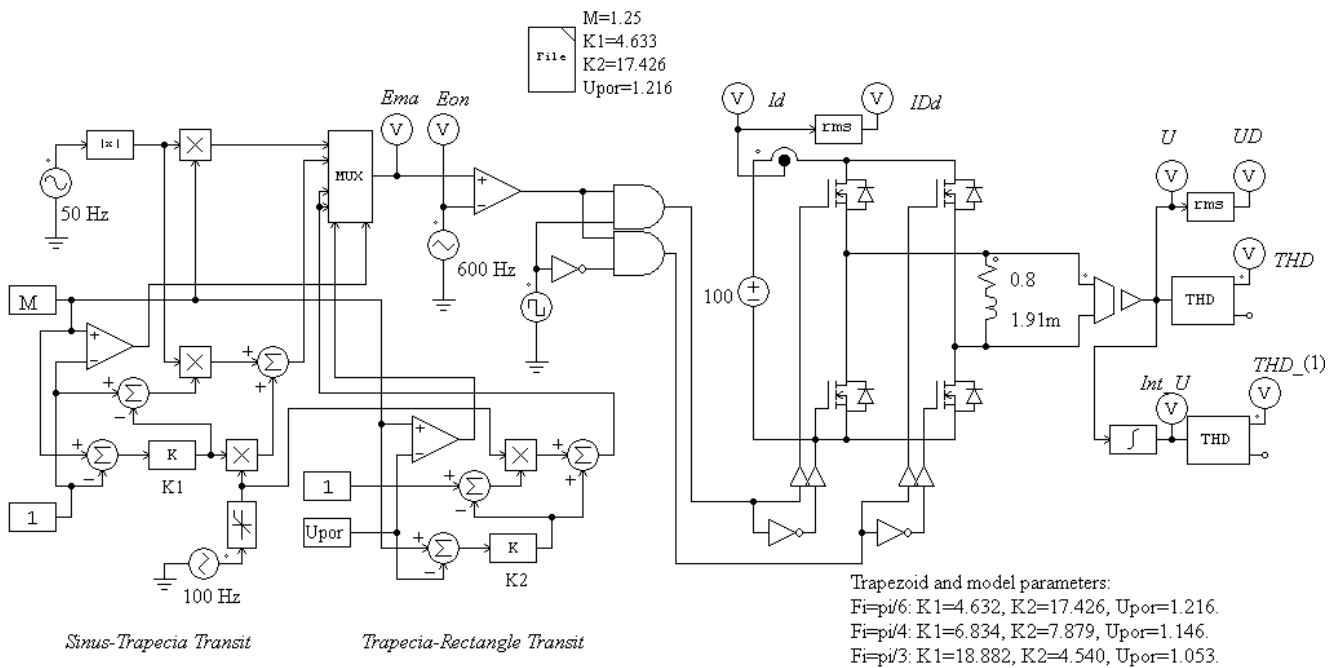 M=1.25
K1=4.633
K2=17.426
Upor=1.216
File
Ema
Eon
V
V
V
Id
V
IDd
rms
U
UD
V
V
rms
|x|
MUX
50 Hz
600 Hz
100
0.8
1.91m
V
THD
THD
M
Int_U
V
THD_(1)
V
THD
K
K1
1
1
Upor
K
K2
100 Hz
Sinus-Trapecia Transit
Trapecia-Rectangle Transit
Trapezoid and model parameters:
Fi=pi/6: K1=4.632, K2=17.426, Upor=1.216.
Fi=pi/4: K1=6.834, K2=7.879, Upor=1.146.
Fi=pi/3: K1=18.882, K2=4.540, Upor=1.053.